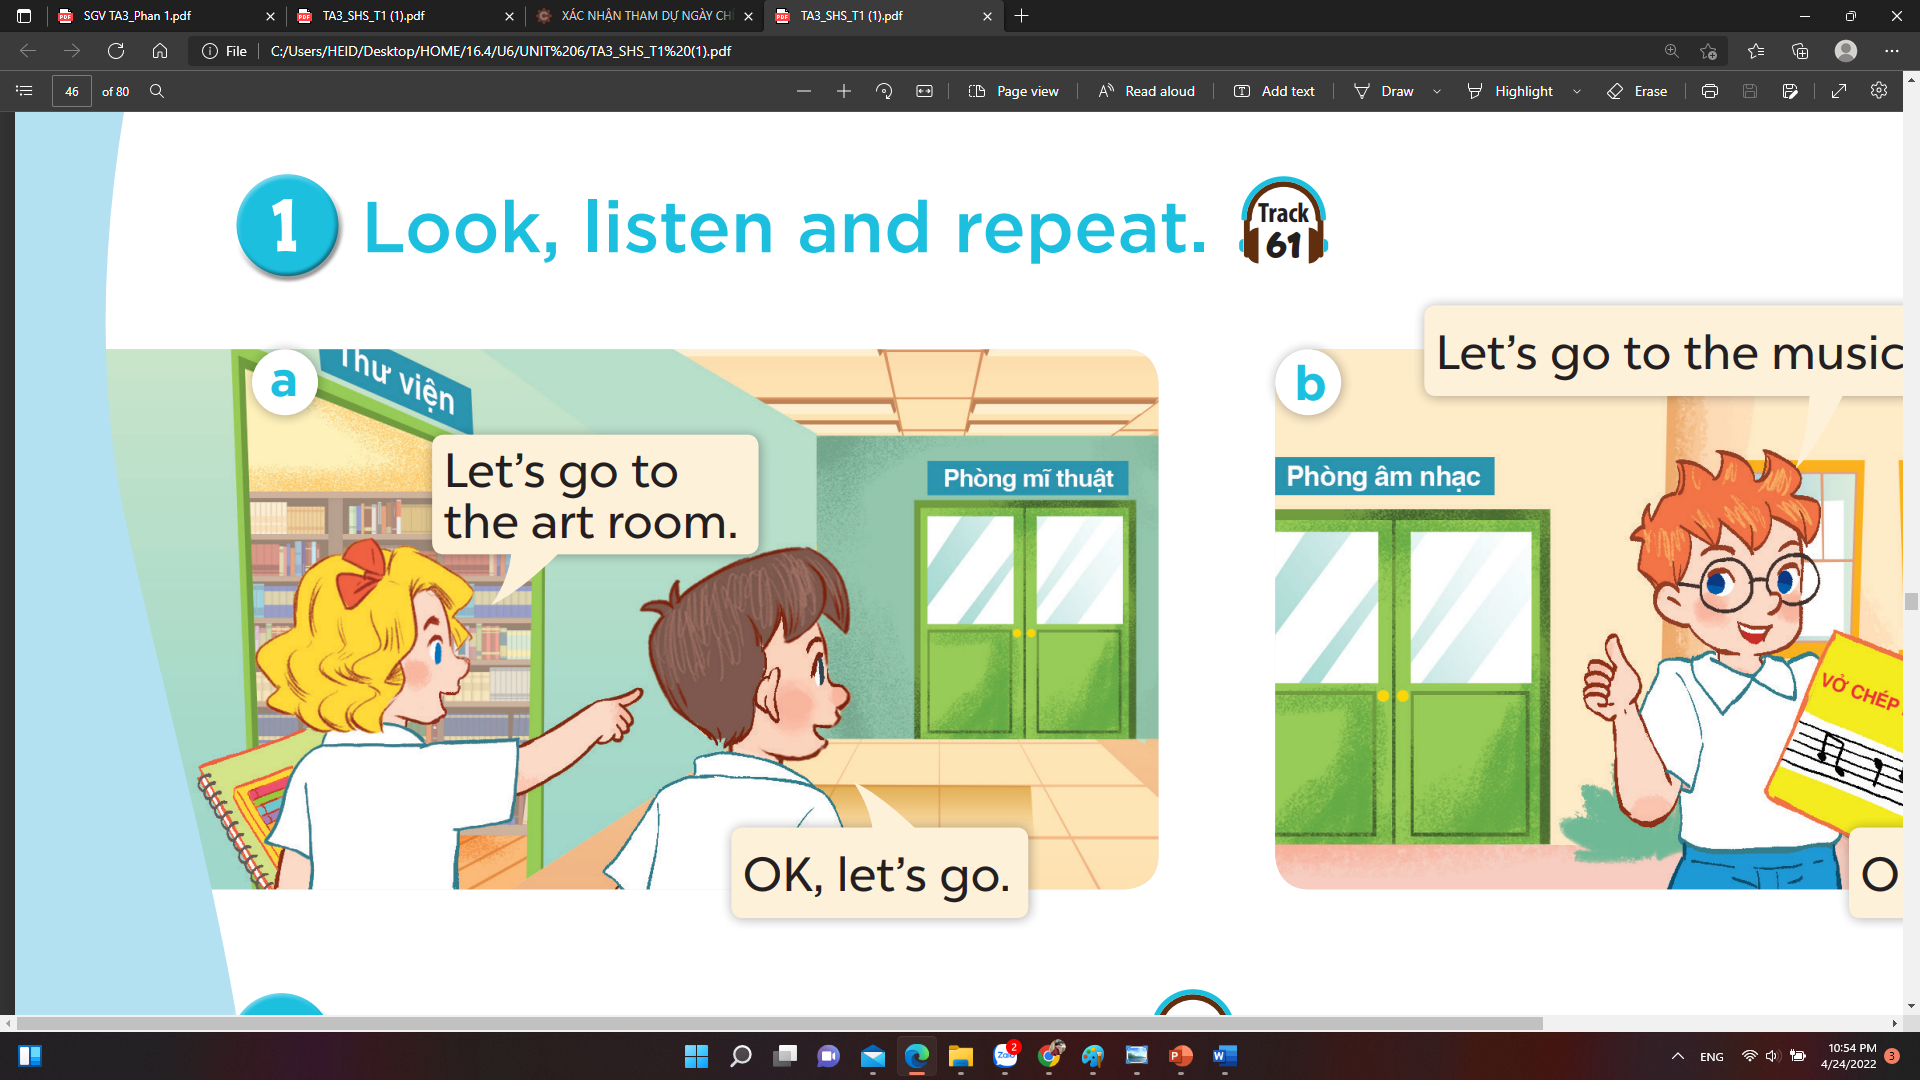 SGV TA3_Phan 1.pdf
TA3_SHS_T1 (1).pdf
XÁC NHẬN THAM DỰ NGÀY CH
TA3_SHS_T1 (1).pdf
File
C:/Users/HEID/Desktop/HOME/16.4/U6/UNIT%206/TA3_SHS_T1%20(1).pdf
46 of 80
Page view
Read aloud
Add text
Draw
Highlight
Erase
1 Look, listen and repeat. Track 61
a
Thư viện
Let's go to
the art room.
Phòng mĩ thuật
OK, let's go.
b
Let's go to the music
Phòng âm nhạc
VỞ CHÉP
O
2
ENG
10:54 PM
4/24/2022
3